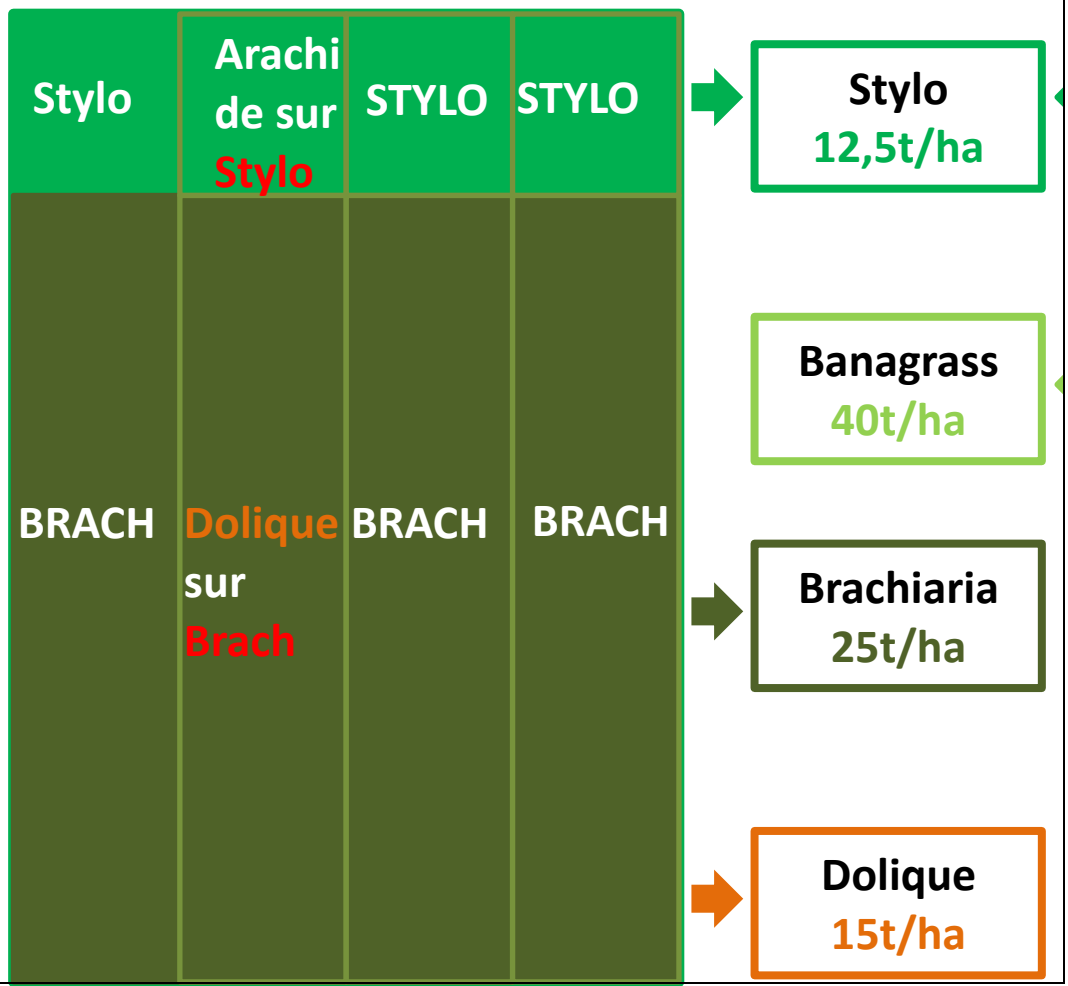 Stylo
Arachi
de sur
Stylo
STYLO
STYLO
Stylo
12,5t/ha
Banagrass
40t/ha
BRACH
Dolique
sur
Brach
BRACH
BRACH
Brachiaria
25t/ha
Dolique
15t/ha